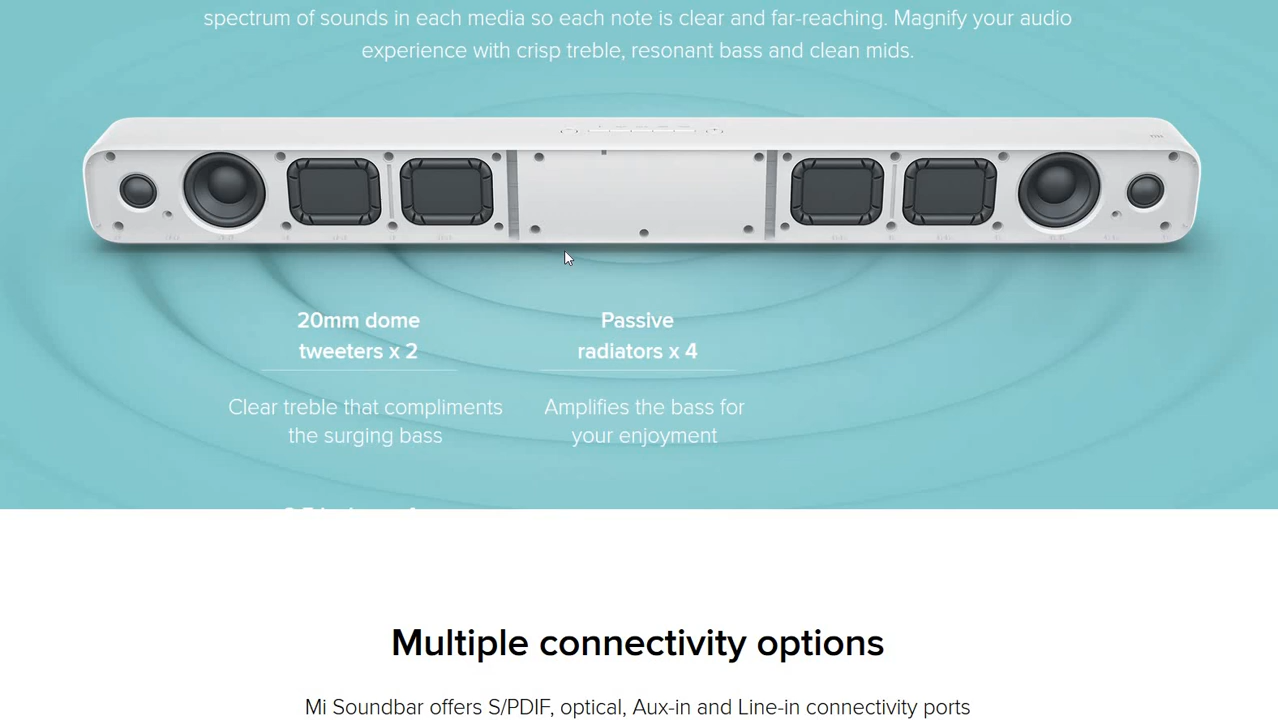 spectrum of sounds in each media so each note is clear and far-reaching. Magnify your audio
experience with crisp treble, resonant bass and clean mids.
20mm dome
tweeters x 2
Clear treble that compliments
the surging bass
Passive
radiators x 4
Amplifies the bass for
your enjoyment
Multiple connectivity options
Mi Soundbar offers S/PDIF, optical, Aux-in and Line-in connectivity ports